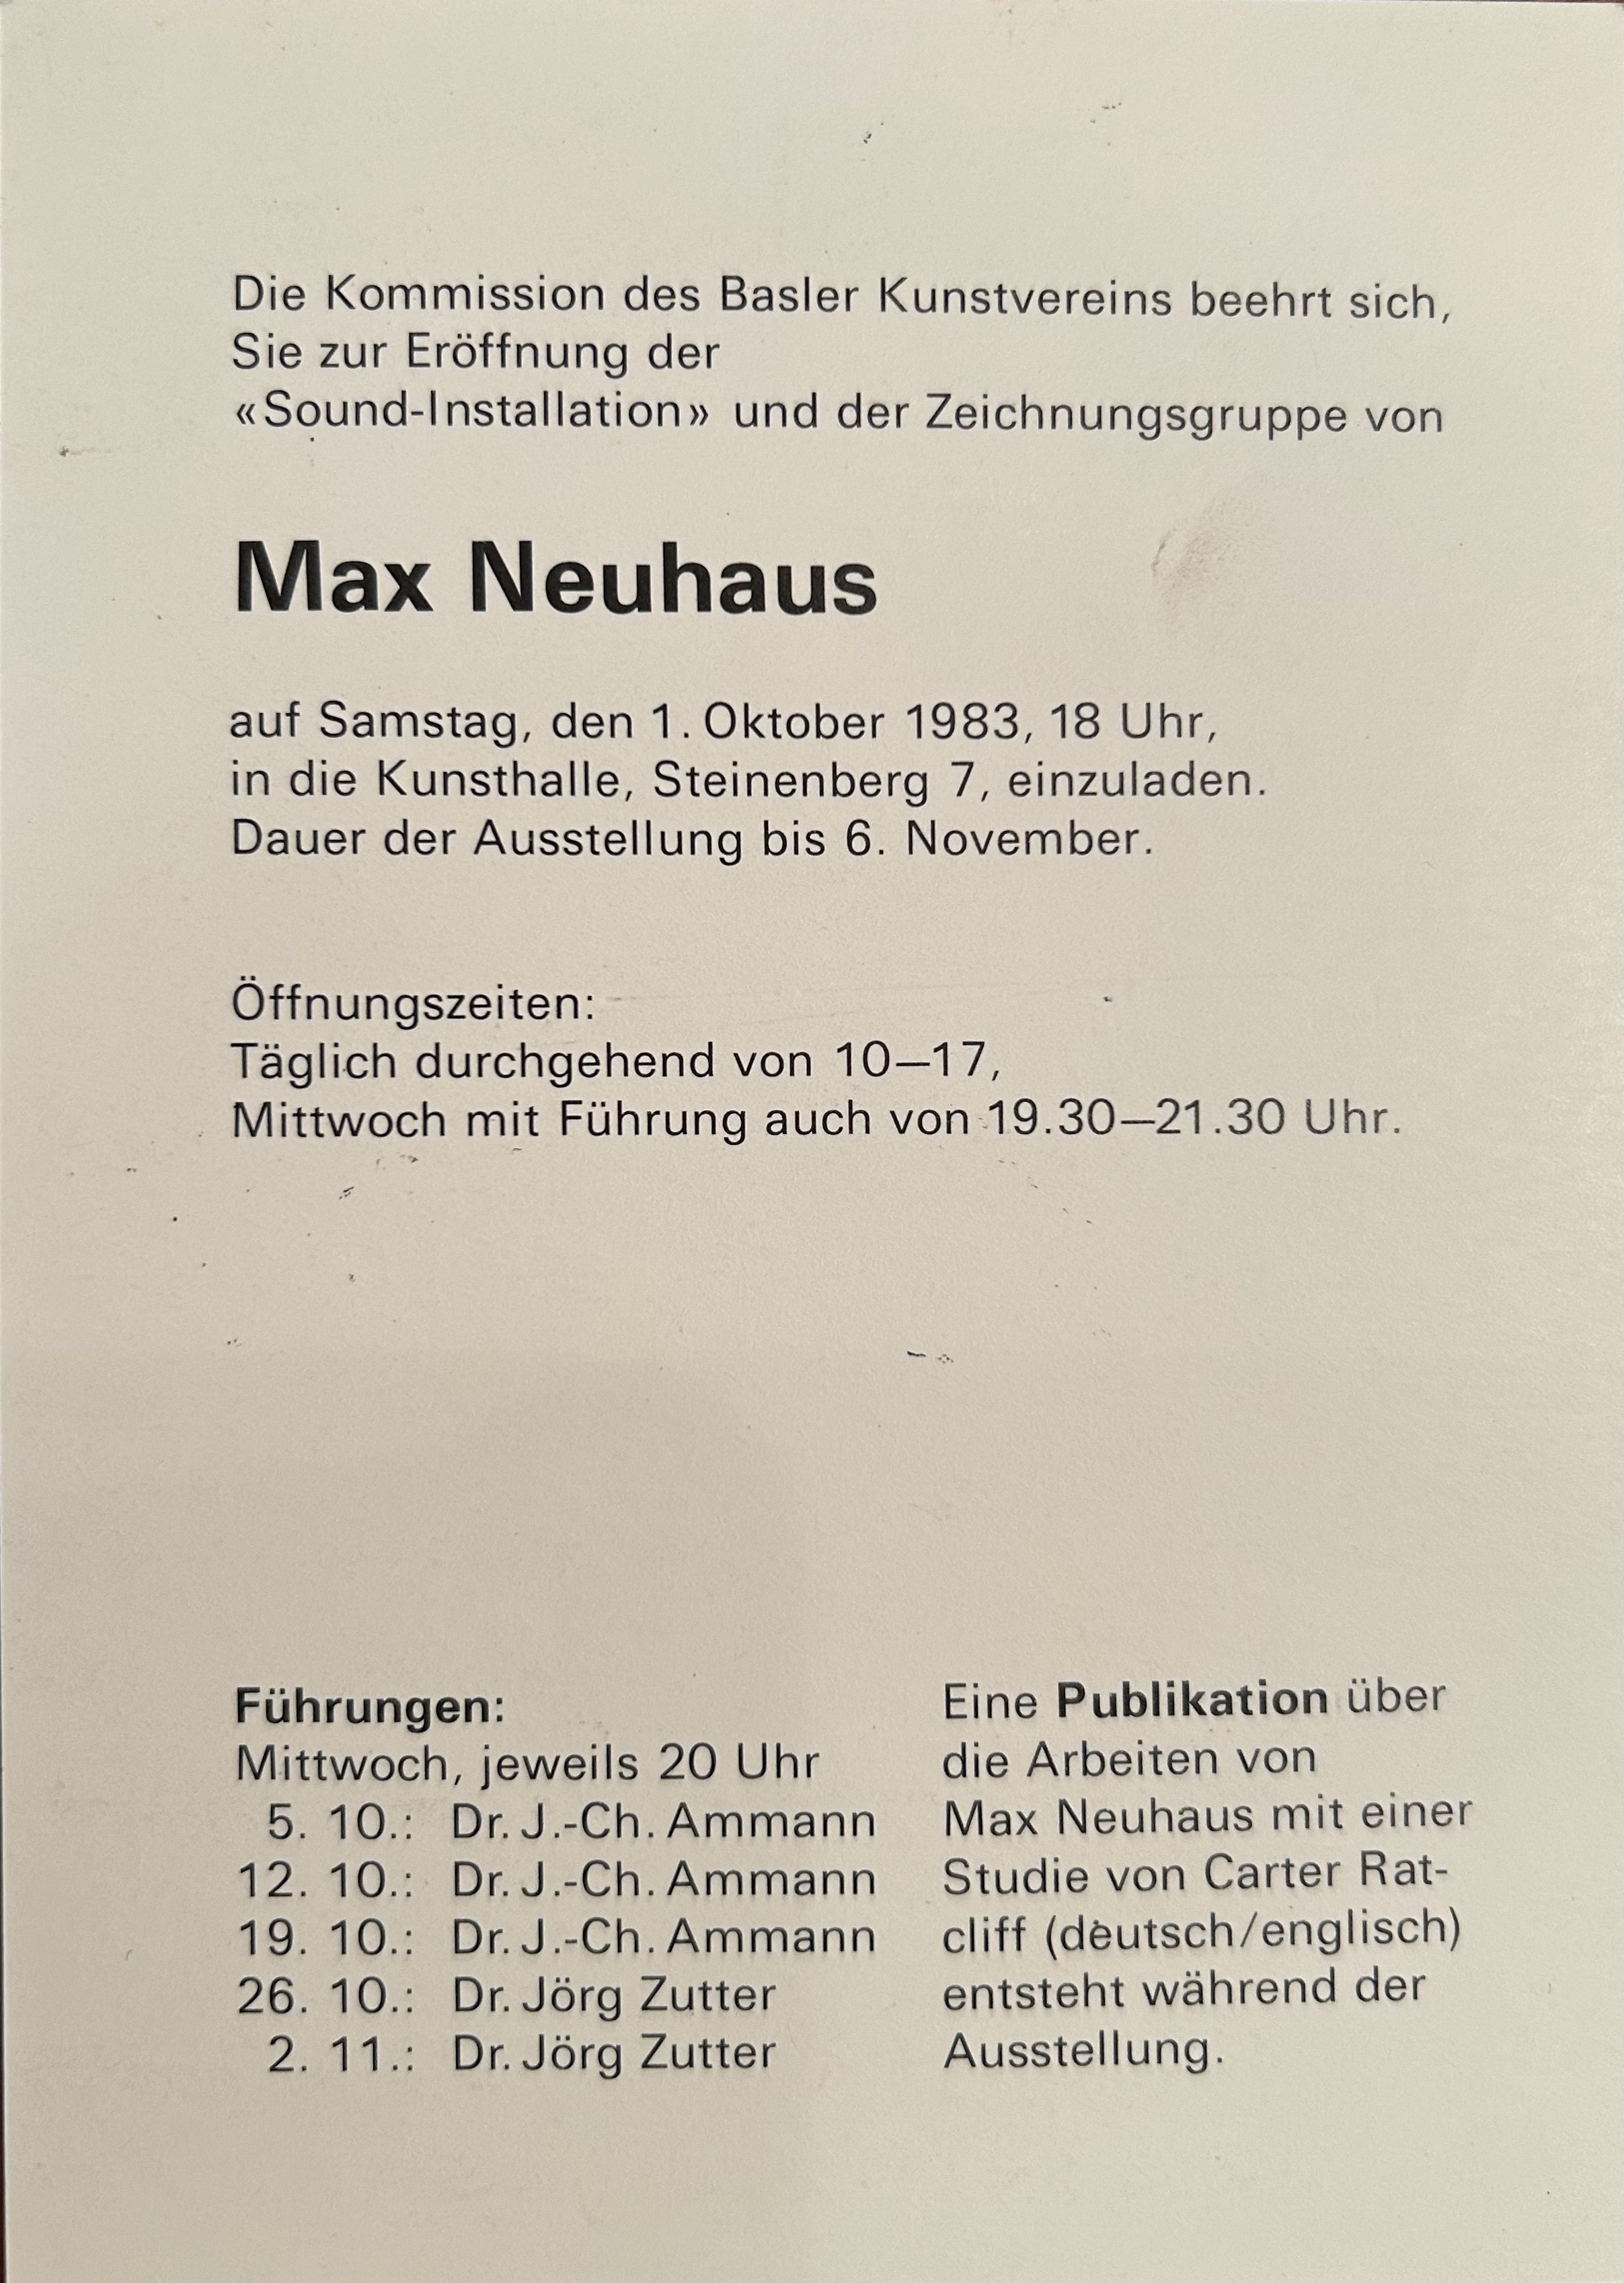 Die Kommission des Basler Kunstvereins beehrt sich,
Sie zur Eröffnung der
«Sound-Installation» und der Zeichnungsgruppe von
Max Neuhaus
auf Samstag, den 1. Oktober 1983, 18 Uhr,
in die Kunsthalle, Steinenberg 7, einzuladen.
Dauer der Ausstellung bis 6. November.
Öffnungszeiten:
Täglich durchgehend von 10–17,
Mittwoch mit Führung auch von 19.30–21.30 Uhr.
Führungen:
Mittwoch, jeweils 20 Uhr
5. 10.: Dr. J.-Ch. Ammann
12. 10.: Dr. J.-Ch. Ammann
19. 10.: Dr. J.-Ch. Ammann
26. 10.: Dr. Jörg Zutter
2. 11.: Dr. Jörg Zutter
Eine Publikation über
die Arbeiten von
Max Neuhaus mit einer
Studie von Carter Rat-
cliff (deutsch/englisch)
entsteht während der
Ausstellung.